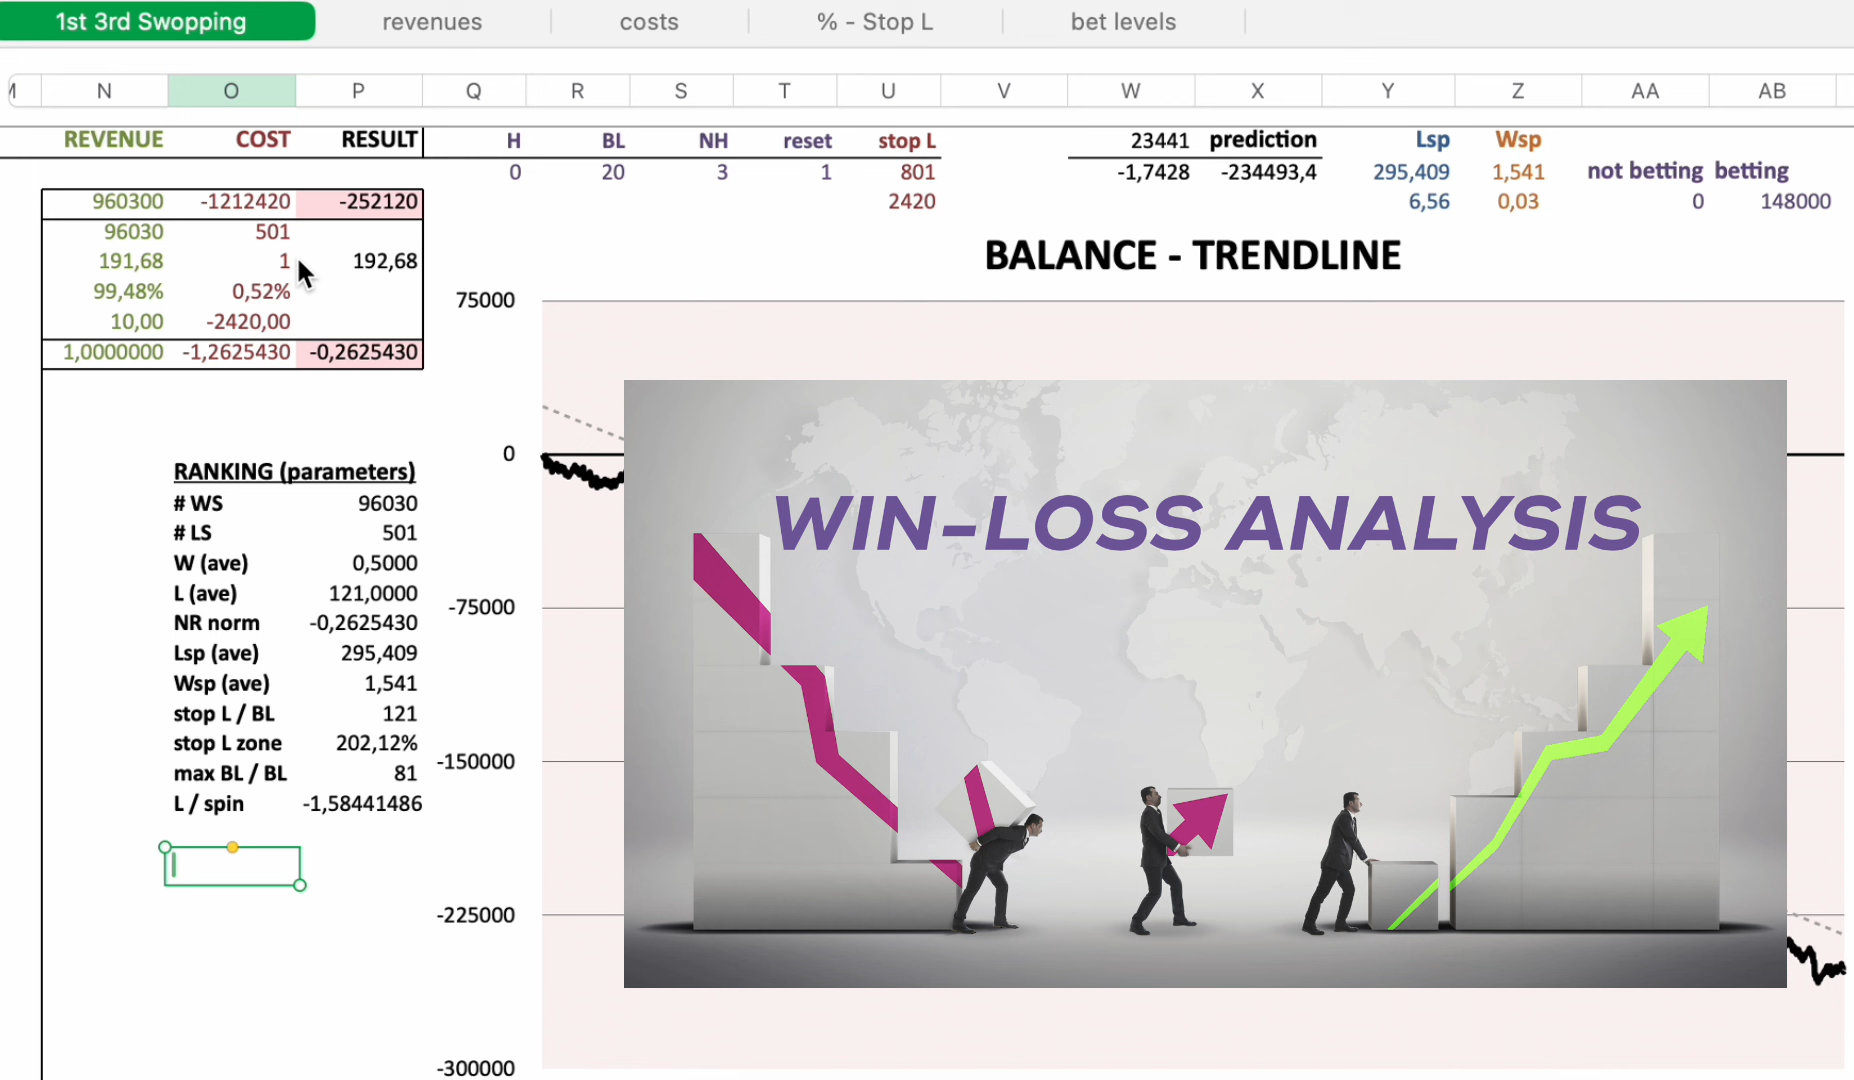 1st 3rd Swopping revenues costs % - Stop L bet levels
N O P Q R S T U V W X Y Z AA AB
REVENUE COST RESULT H BL NH reset stop L 23441 prediction Lsp Wsp
0 20 3 1 801 -1,7428 -234493,4 295,409 1,541 not betting betting
960300 -1212420 -252120 2420 6,56 0,03 0 148000
96030 501
191,68 1 192,68
99,48% 0,52%
10,00 -2420,00
1,0000000 -1,2625430 -0,2625430
BALANCE - TRENDLINE
75000
0
-75000
-150000
-225000
-300000
RANKING (parameters)
# WS 96030
# LS 501
W (ave) 0,5000
L (ave) 121,0000
NR norm -0,2625430
Lsp (ave) 295,409
Wsp (ave) 1,541
stop L / BL 121
stop L zone 202,12%
max BL / BL 81
L / spin -1,58441486
WIN-LOSS ANALYSIS